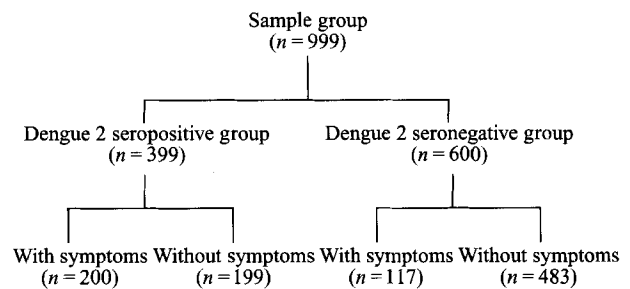 Sample group
(n = 999)
Dengue 2 seropositive group
(n = 399)
Dengue 2 seronegative group
(n = 600)
With symptoms
(n = 200)
Without symptoms
(n = 199)
With symptoms
(n = 117)
Without symptoms
(n = 483)